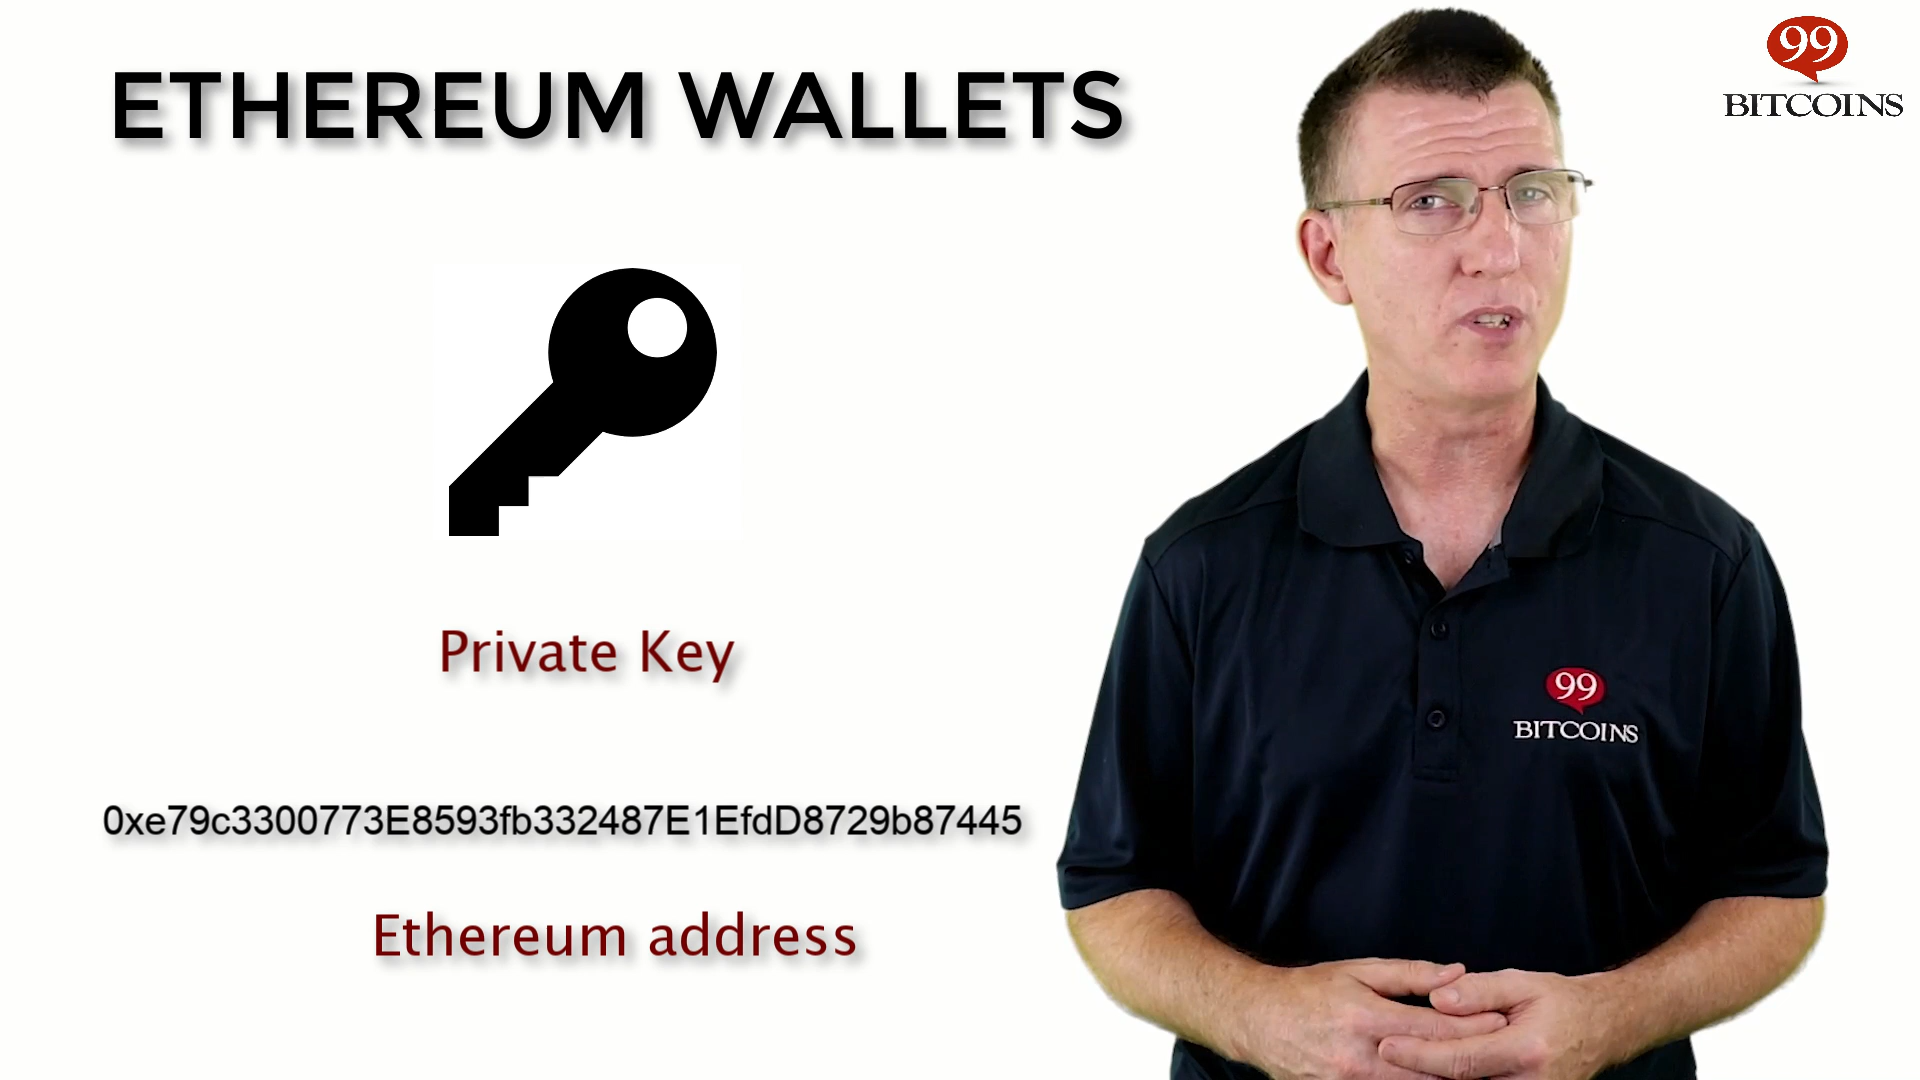 ETHEREUM WALLETS
99
BITCOINS
Private Key
99
BITCOINS
0xe79c3300773E8593fb332487E1EfdD8729b87445
Ethereum address